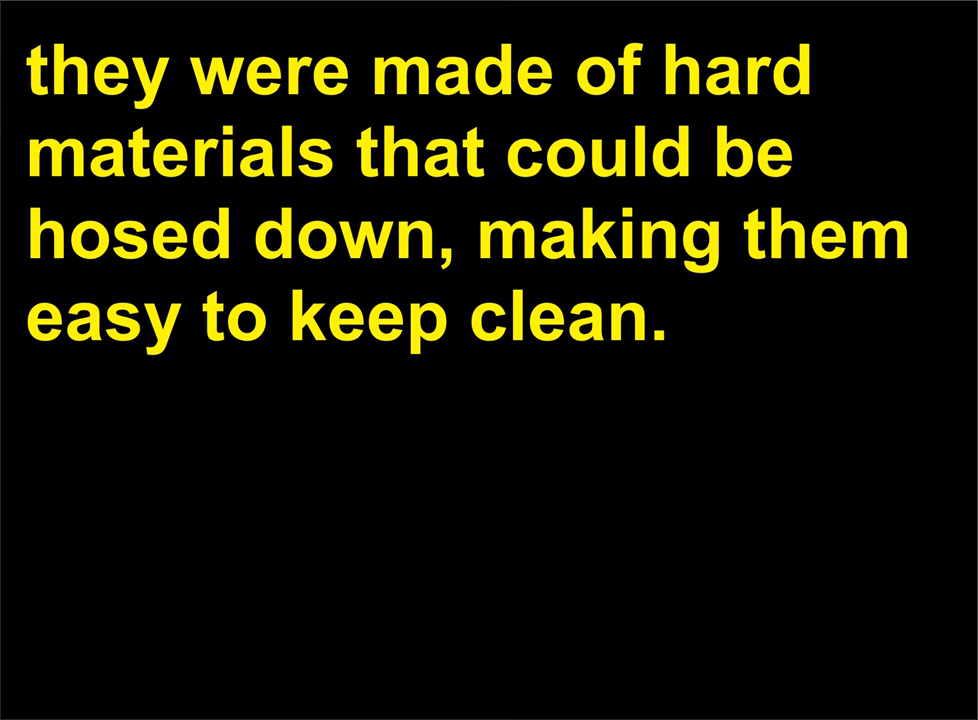 they were made of hard
materials that could be
hosed down, making them
easy to keep clean.